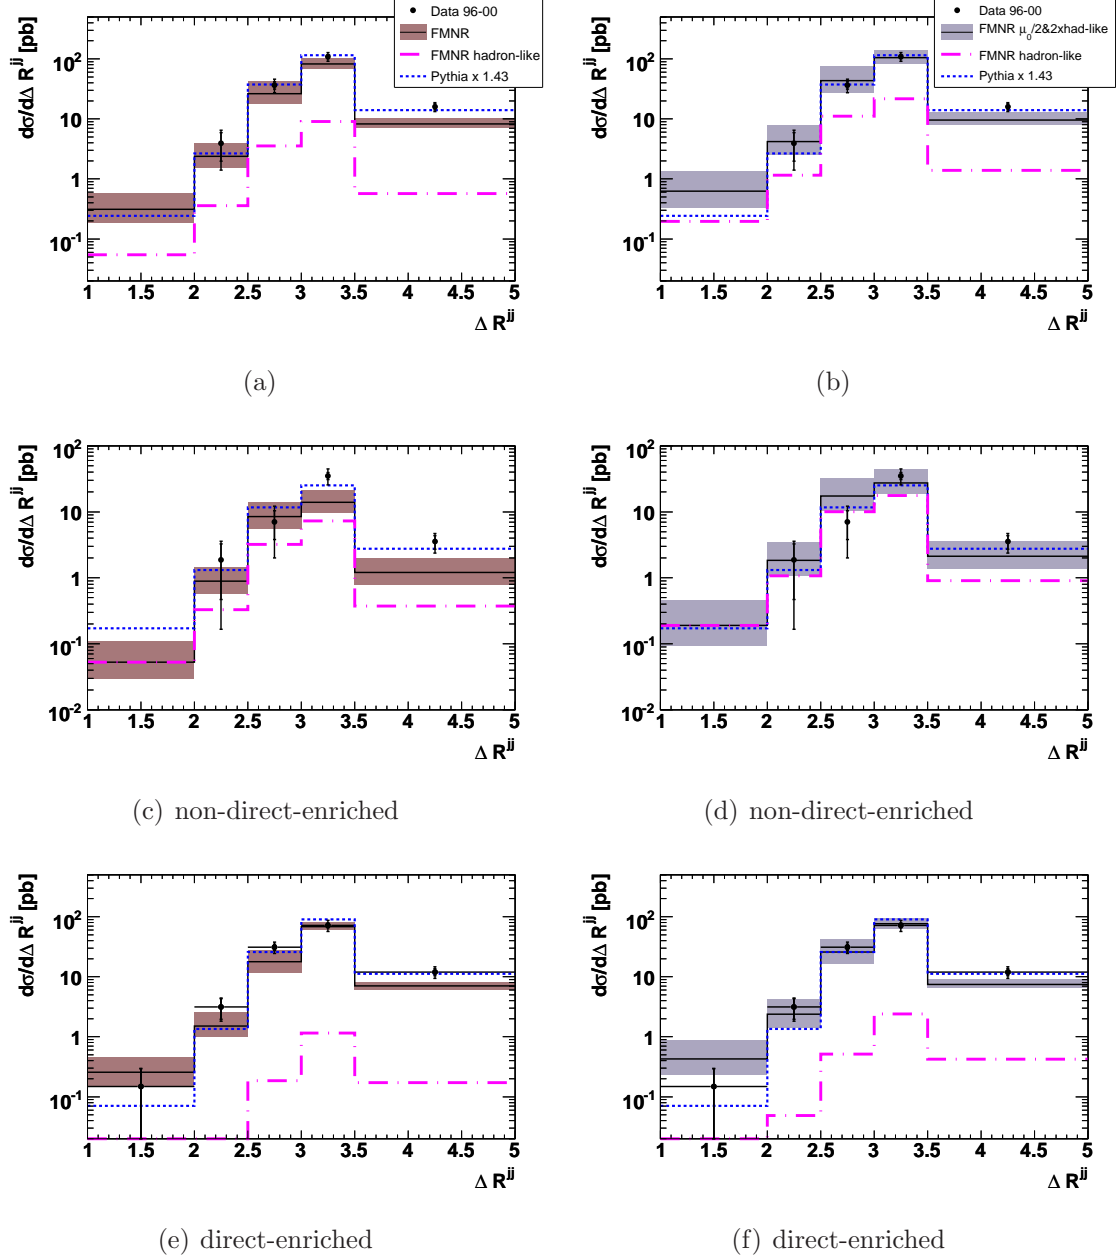 Data 96-00
FMNR
FMNR hadron-like
Pythia x 1.43
dσ/dΔ R^jj [pb]
10^2
10
1
10^-1
1 1.5 2 2.5 3 3.5 4 4.5 5
Δ R^jj
(a)
Data 96-00
FMNR μ_0/2&2xhad-like
FMNR hadron-like
Pythia x 1.43
dσ/dΔ R^jj [pb]
10^2
10
1
10^-1
1 1.5 2 2.5 3 3.5 4 4.5 5
Δ R^jj
(b)
dσ/dΔ R^jj [pb]
10^2
10
1
10^-1
10^-2
1 1.5 2 2.5 3 3.5 4 4.5 5
Δ R^jj
(c) non-direct-enriched
dσ/dΔ R^jj [pb]
10^2
10
1
10^-1
10^-2
1 1.5 2 2.5 3 3.5 4 4.5 5
Δ R^jj
(d) non-direct-enriched
dσ/dΔ R^jj [pb]
10^2
10
1
10^-1
1 1.5 2 2.5 3 3.5 4 4.5 5
Δ R^jj
(e) direct-enriched
dσ/dΔ R^jj [pb]
10^2
10
1
10^-1
1 1.5 2 2.5 3 3.5 4 4.5 5
Δ R^jj
(f) direct-enriched